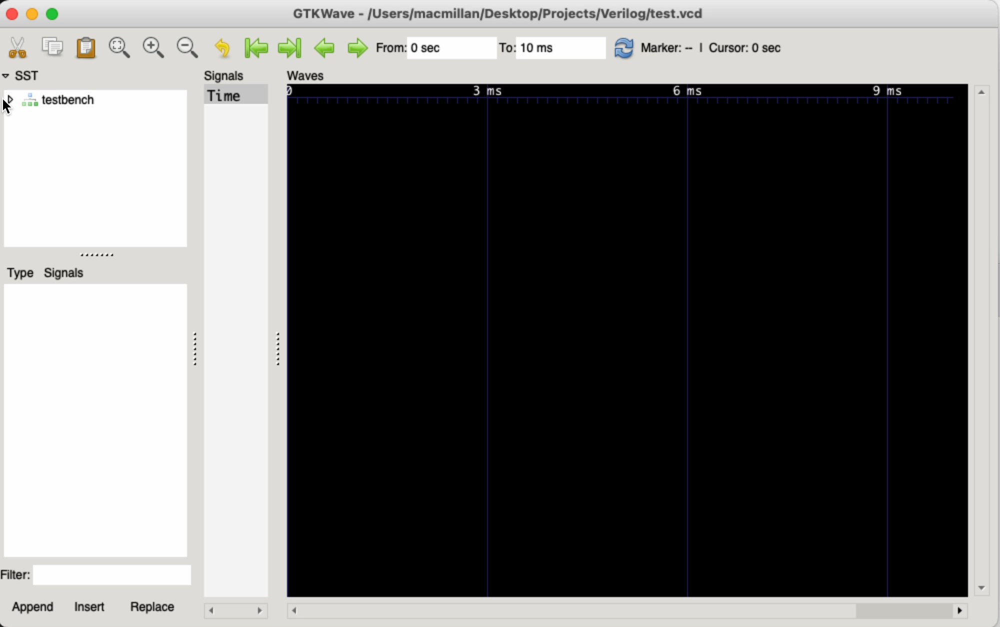 GTKWave - /Users/macmillan/Desktop/Projects/Verilog/test.vcd
From: 0 sec To: 10 ms Marker: -- | Cursor: 0 sec
SST
testbench
Type Signals
Filter:
Append Insert Replace
Signals
Time
Waves
0 3 ms 6 ms 9 ms